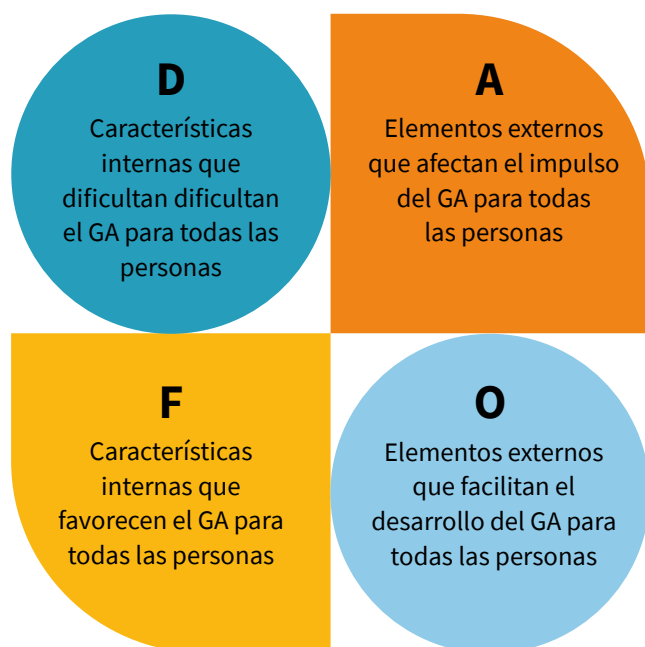 D
Características
internas que
dificultan dificultan
el GA para todas las
personas
A
Elementos externos
que afectan el impulso
del GA para todas
las personas
F
Características
internas que
favorecen el GA para
todas las personas
O
Elementos externos
que facilitan el
desarrollo del GA para
todas las personas